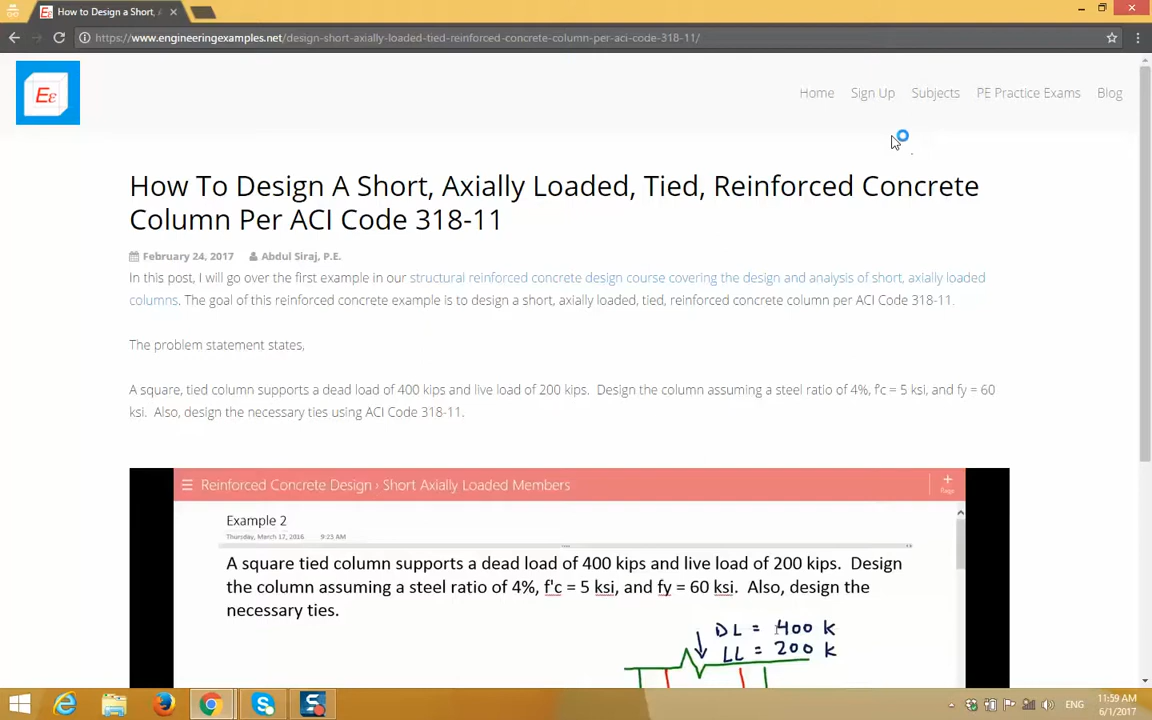 How to Design a Short, A
https://www.engineeringexamples.net/design-short-axially-loaded-tied-reinforced-concrete-column-per-aci-code-318-11/
Eε
Home Sign Up Subjects PE Practice Exams Blog
How To Design A Short, Axially Loaded, Tied, Reinforced Concrete
Column Per ACI Code 318-11
February 24, 2017 Abdul Siraj, P.E.
In this post, I will go over the first example in our structural reinforced concrete design course covering the design and analysis of short, axially loaded
columns. The goal of this reinforced concrete example is to design a short, axially loaded, tied, reinforced concrete column per ACI Code 318-11.
The problem statement states,
A square, tied column supports a dead load of 400 kips and live load of 200 kips. Design the column assuming a steel ratio of 4%, f'c = 5 ksi, and fy = 60
ksi. Also, design the necessary ties using ACI Code 318-11.
Reinforced Concrete Design › Short Axially Loaded Members
Page
Example 2
Thursday, March 17, 2016 9:23 AM
A square tied column supports a dead load of 400 kips and live load of 200 kips. Design
the column assuming a steel ratio of 4%, f'c = 5 ksi, and fy = 60 ksi. Also, design the
necessary ties.
DL = 400 K
LL = 200 K
ENG
11:59 AM
6/1/2017